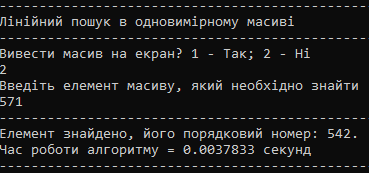 Лінійний пошук в одновимірному масиві
Вивести масив на екран? 1 - Так; 2 - Ні
2
Введіть елемент масиву, який необхідно знайти
571
Елемент знайдено, його порядковий номер: 542.
Час роботи алгоритму = 0.0037833 секунд